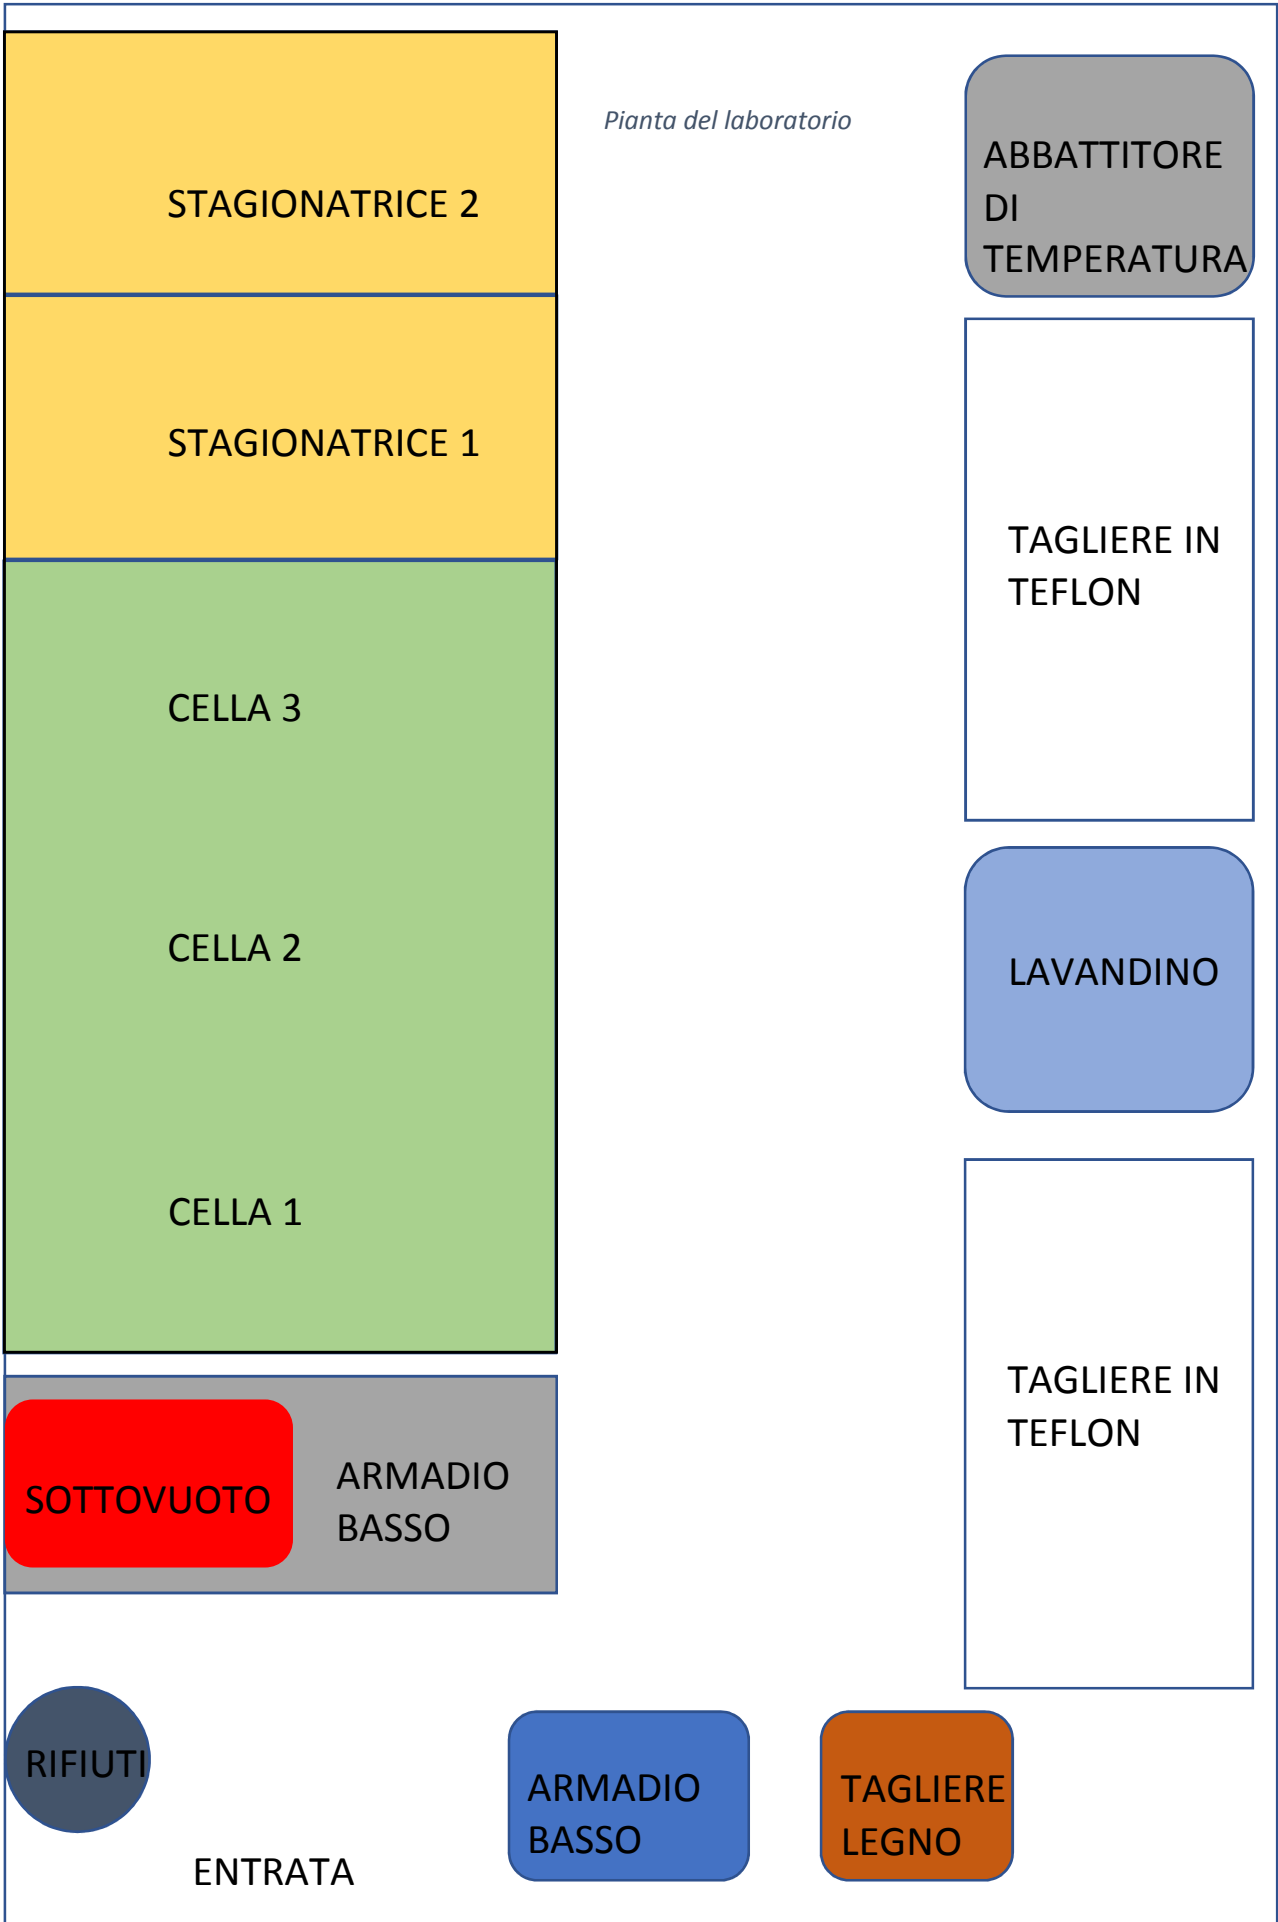 Pianta del laboratorio
STAGIONATRICE 2
STAGIONATRICE 1
CELLA 3
CELLA 2
CELLA 1
SOTTOVUOTO
ARMADIO
BASSO
RIFIUTI
ENTRATA
ARMADIO
BASSO
TAGLIERE
LEGNO
ABBATTITORE
DI
TEMPERATURA
TAGLIERE IN
TEFLON
LAVANDINO
TAGLIERE IN
TEFLON